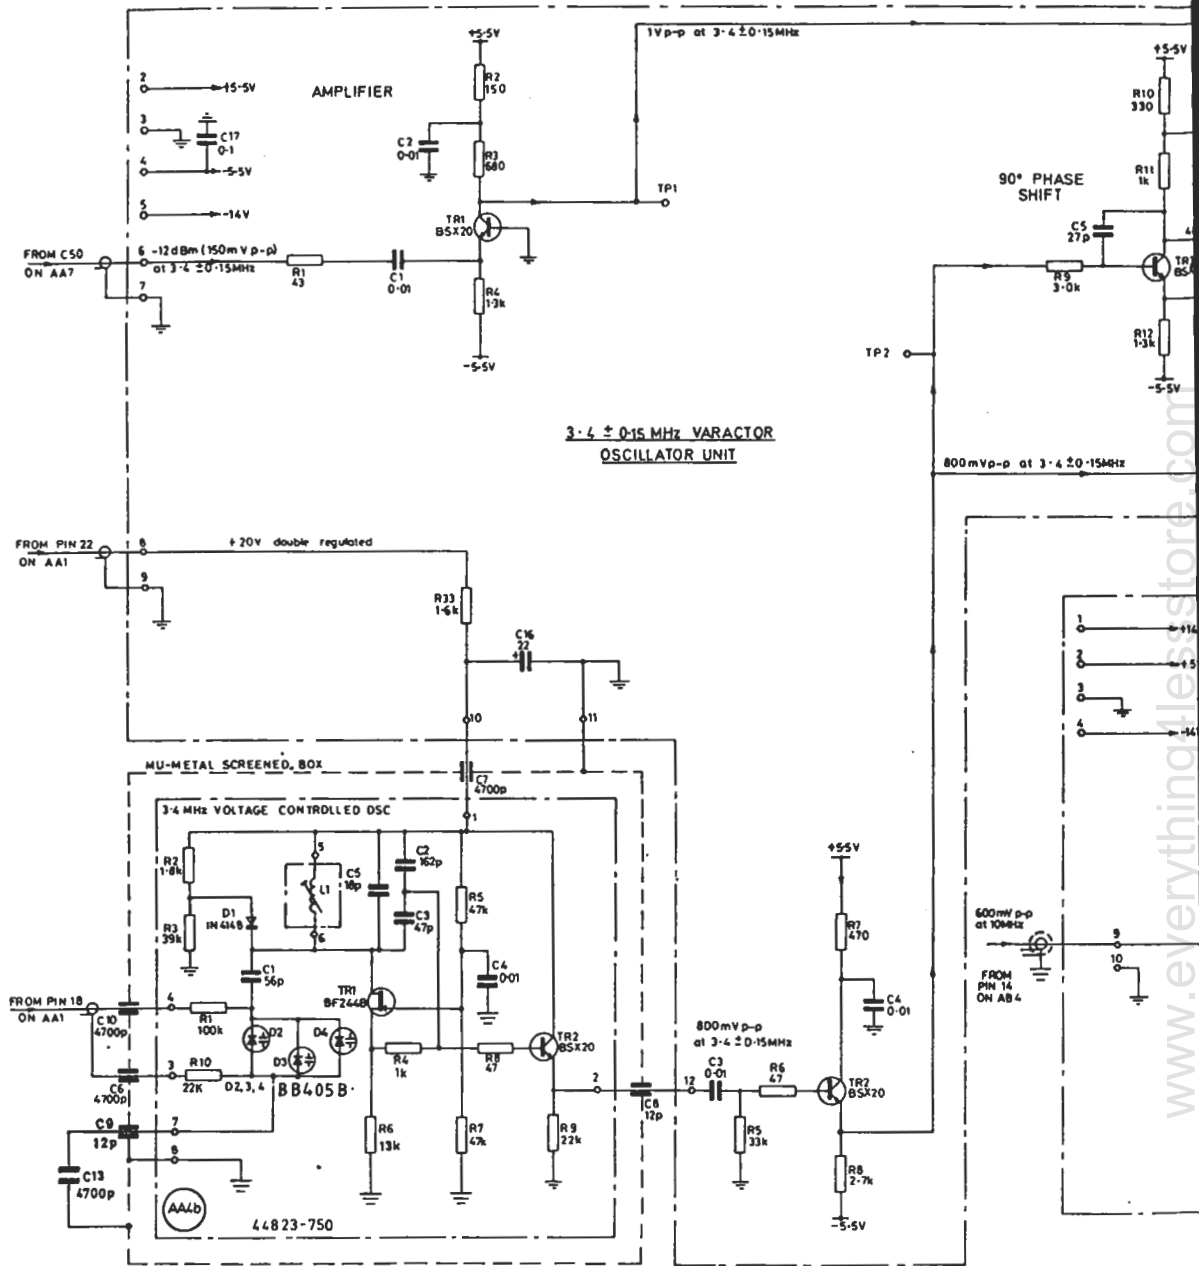 +5·5V
1Vp-p at 3·4±0·15MHz
+5·5V
2
+5·5V
AMPLIFIER
R2
150
R10
330
3
C17
0·1
C2
0·01
R3
680
4
-5·5V
R11
1k
90° PHASE
SHIFT
5
-14V
TR1
BSX20
TP1
C5
27p
FROM C50
ON AA7
6
-12dBm (150mV p-p)
at 3·4 ±0·15MHz
R1
43
C1
0·01
7
R4
1·3k
R9
3·0k
R12
1·3k
TP2
-5·5V
-5·5V
3·4 ± 0·15 MHz VARACTOR
OSCILLATOR UNIT
800mVp-p at 3·4±0·15MHz
FROM PIN 22
ON AA1
8
+20V double regulated
9
R33
1·6k
C16
22
+
1
2
3
4
10
11
MU-METAL SCREENED BOX
C7
4700p
3·4 MHz VOLTAGE CONTROLLED OSC
1
R2
1·8k
5
L1
6
C5
18p
C2
162p
C3
47p
R5
47k
+5·5V
R3
39k
D1
IN4148
R7
470
600mV p-p
at 10MHz
9
10
FROM
PIN 14
ON AB4
C1
56p
C4
0·01
TR1
BF244B
C4
0·01
FROM PIN 18
ON AA1
C10
4700p
4
R1
100k
D2
D4
D3
TR2
BSX20
800mV p-p
at 3·4 ±0·15MHz
R4
1k
R8
47
C6
4700p
3
R10
22K
D2,3,4
BB405B
2
C8
12p
12
C3
0·01
R6
47
TR2
BSX20
C9
12p
7
8
R6
13k
R7
47k
R9
22k
R5
33k
R8
2·7k
C13
4700p
AA4b
44823-750
-5·5V
www.everything4lessstore.com